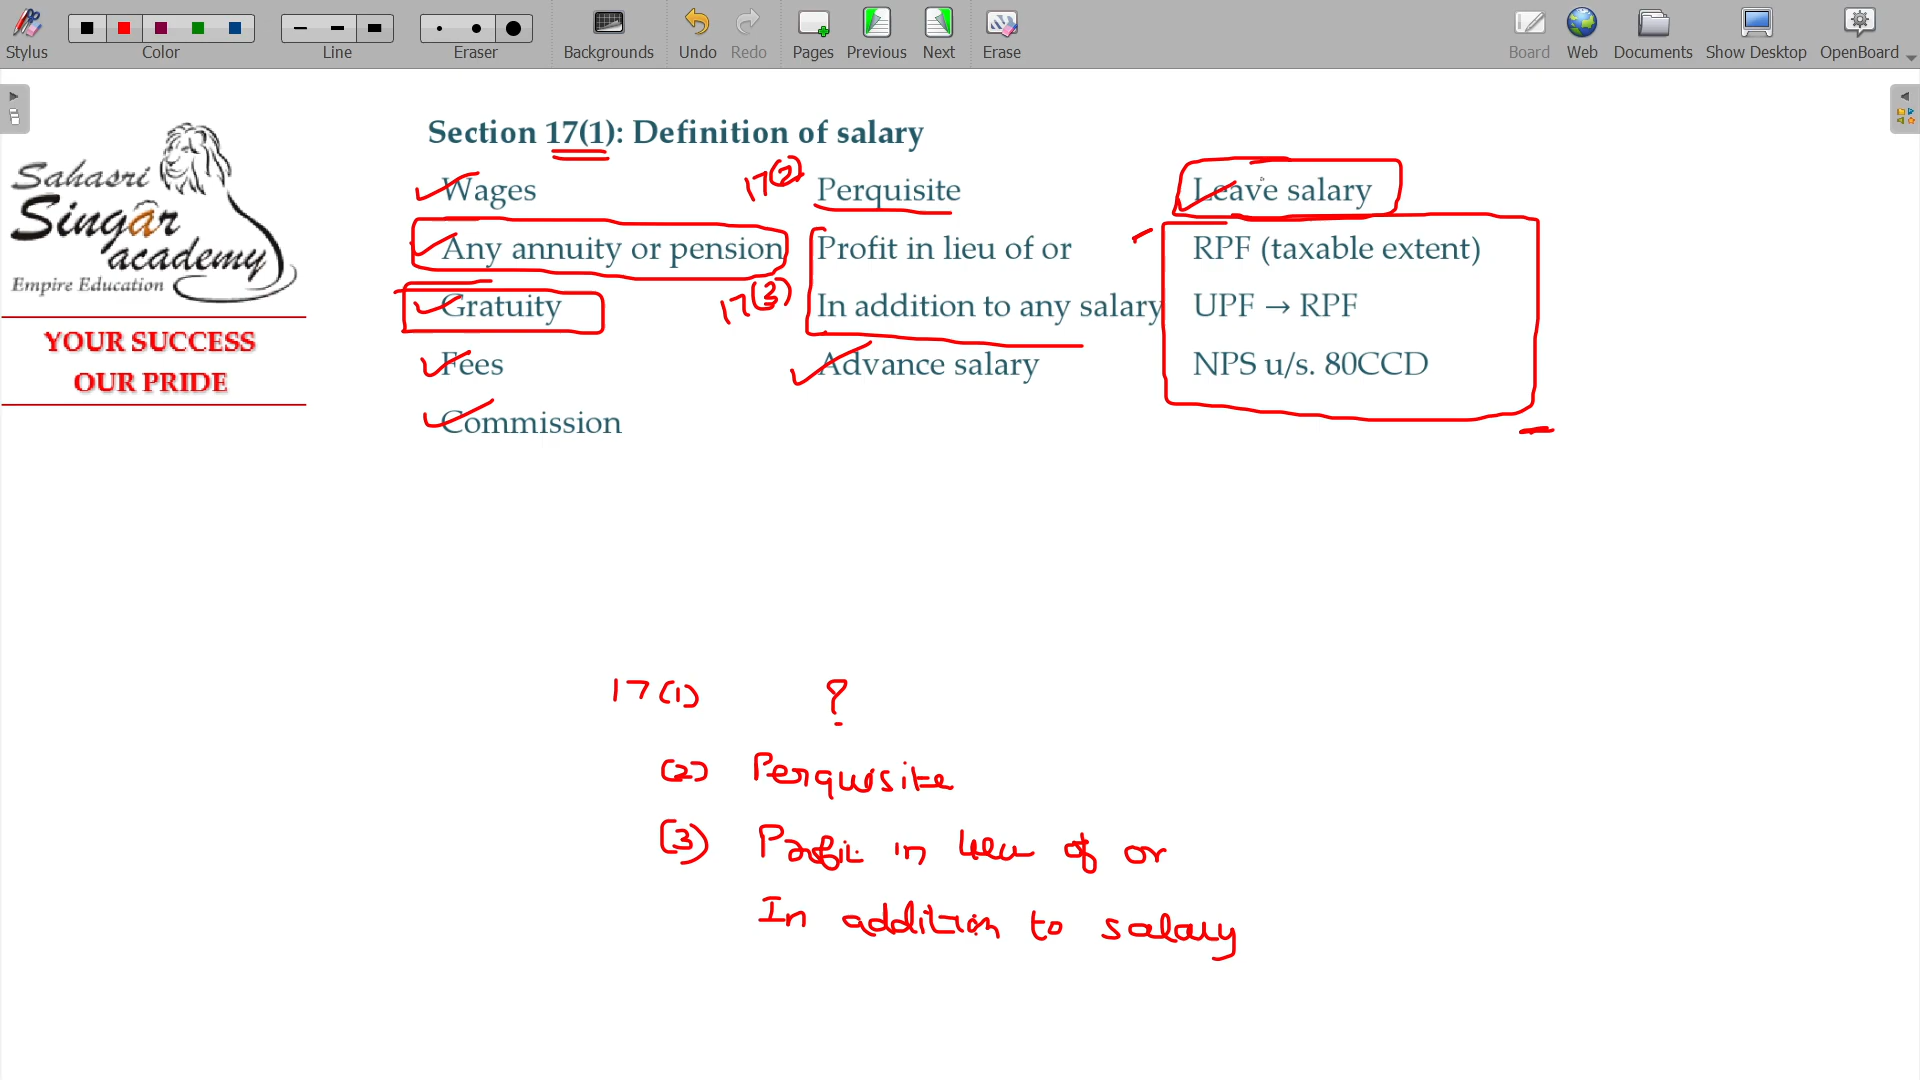 Stylus
Color
Line
Eraser
Backgrounds
Undo
Redo
Pages
Previous
Next
Erase
Board
Web
Documents
Show Desktop
OpenBoard
Sahasri
Singar
academy
Empire Education
YOUR SUCCESS
OUR PRIDE
Section 17(1): Definition of salary
Wages
Any annuity or pension
Gratuity
Fees
Commission
17(2)
Perquisite
Profit in lieu of or
17(3)
In addition to any salary
Advance salary
Leave salary
RPF (taxable extent)
UPF → RPF
NPS u/s. 80CCD
17(1) ?
(2) Perquisite
(3) Profit in lieu of or
In addition to salary